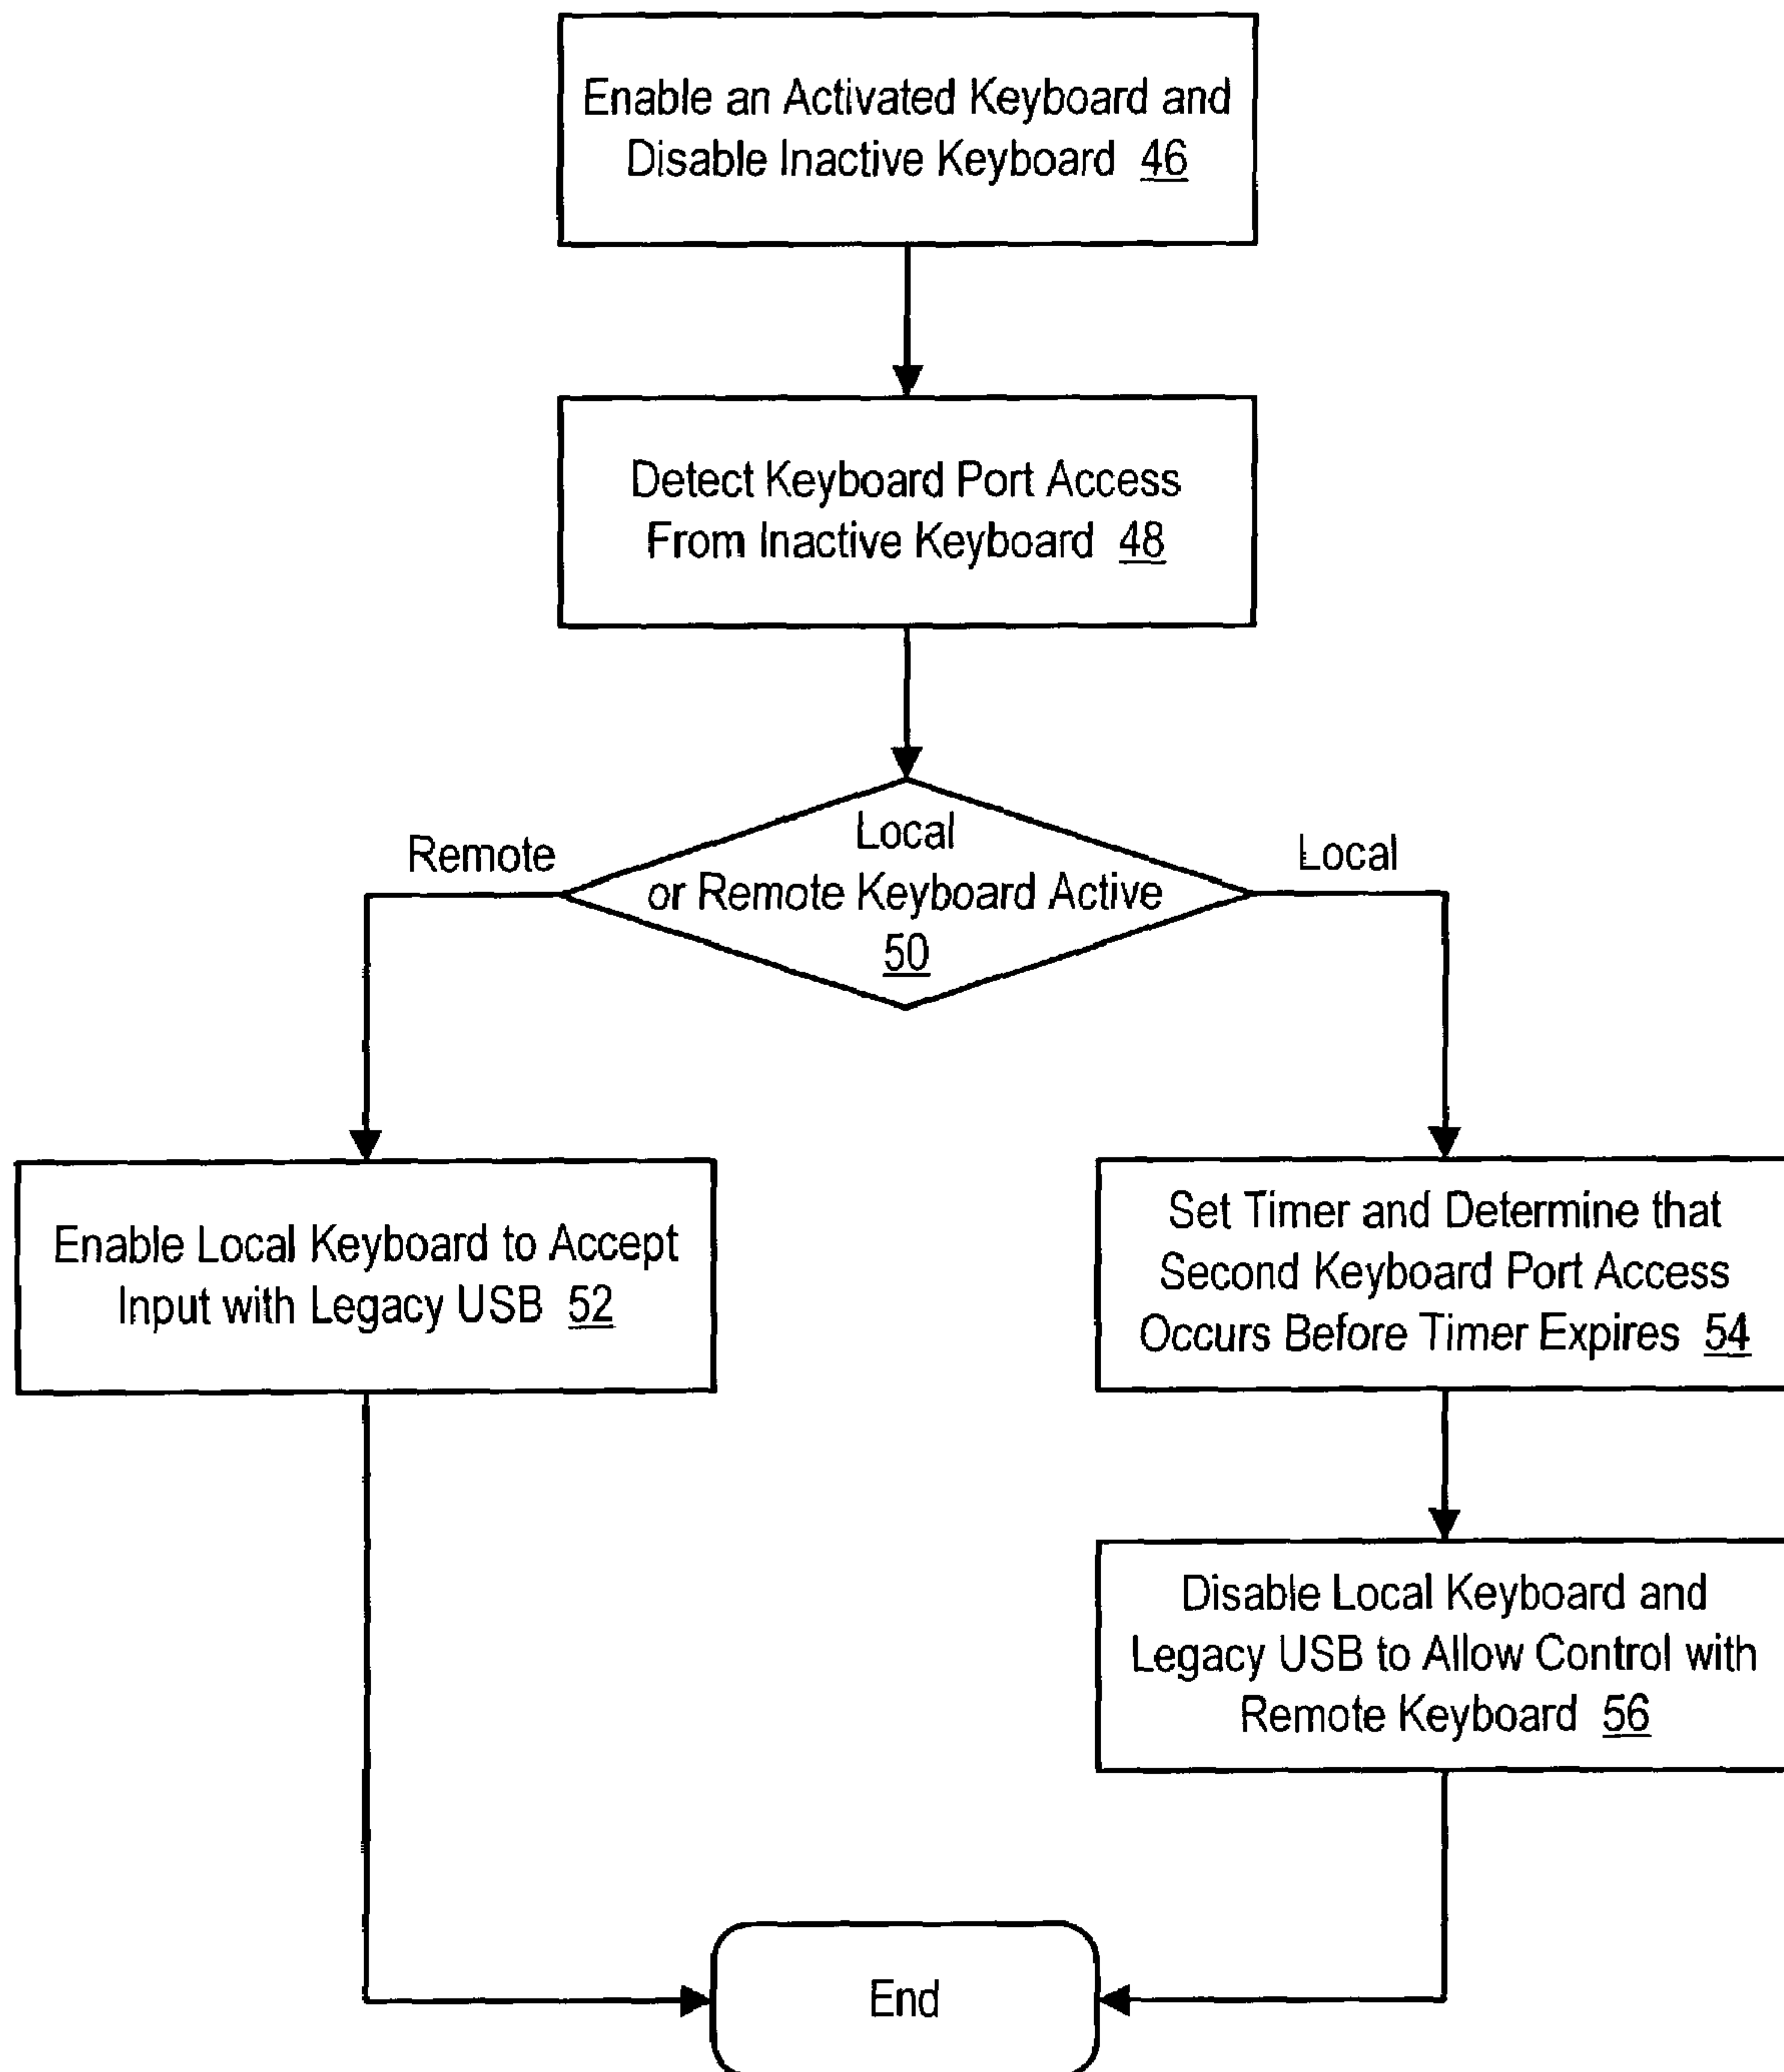 Enable an Activated Keyboard and
Disable Inactive Keyboard 46
Detect Keyboard Port Access
From Inactive Keyboard 48
Local
or Remote Keyboard Active
50
Remote
Local
Enable Local Keyboard to Accept
Input with Legacy USB 52
Set Timer and Determine that
Second Keyboard Port Access
Occurs Before Timer Expires 54
Disable Local Keyboard and
Legacy USB to Allow Control with
Remote Keyboard 56
End